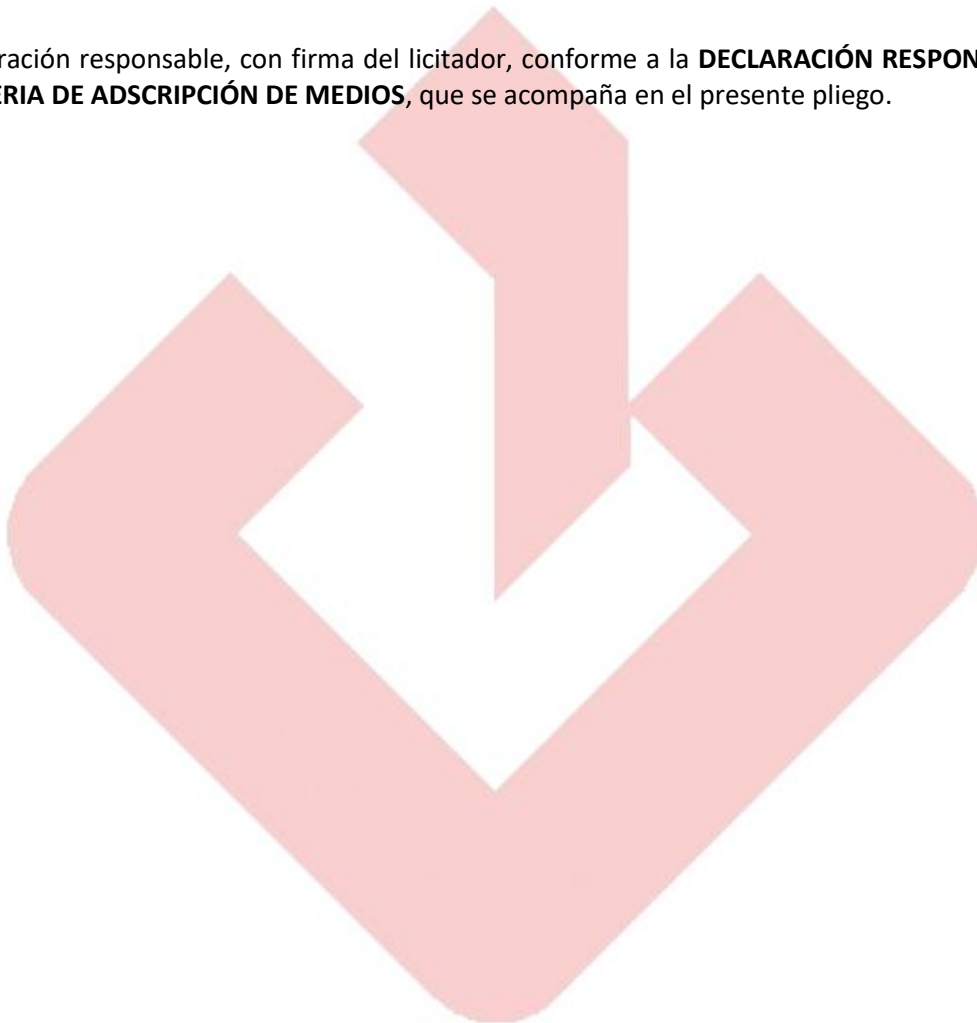 ración responsable, con firma del licitador, conforme a la DECLARACIÓN RESPON
ERIA DE ADSCRIPCIÓN DE MEDIOS, que se acompaña en el presente pliego.